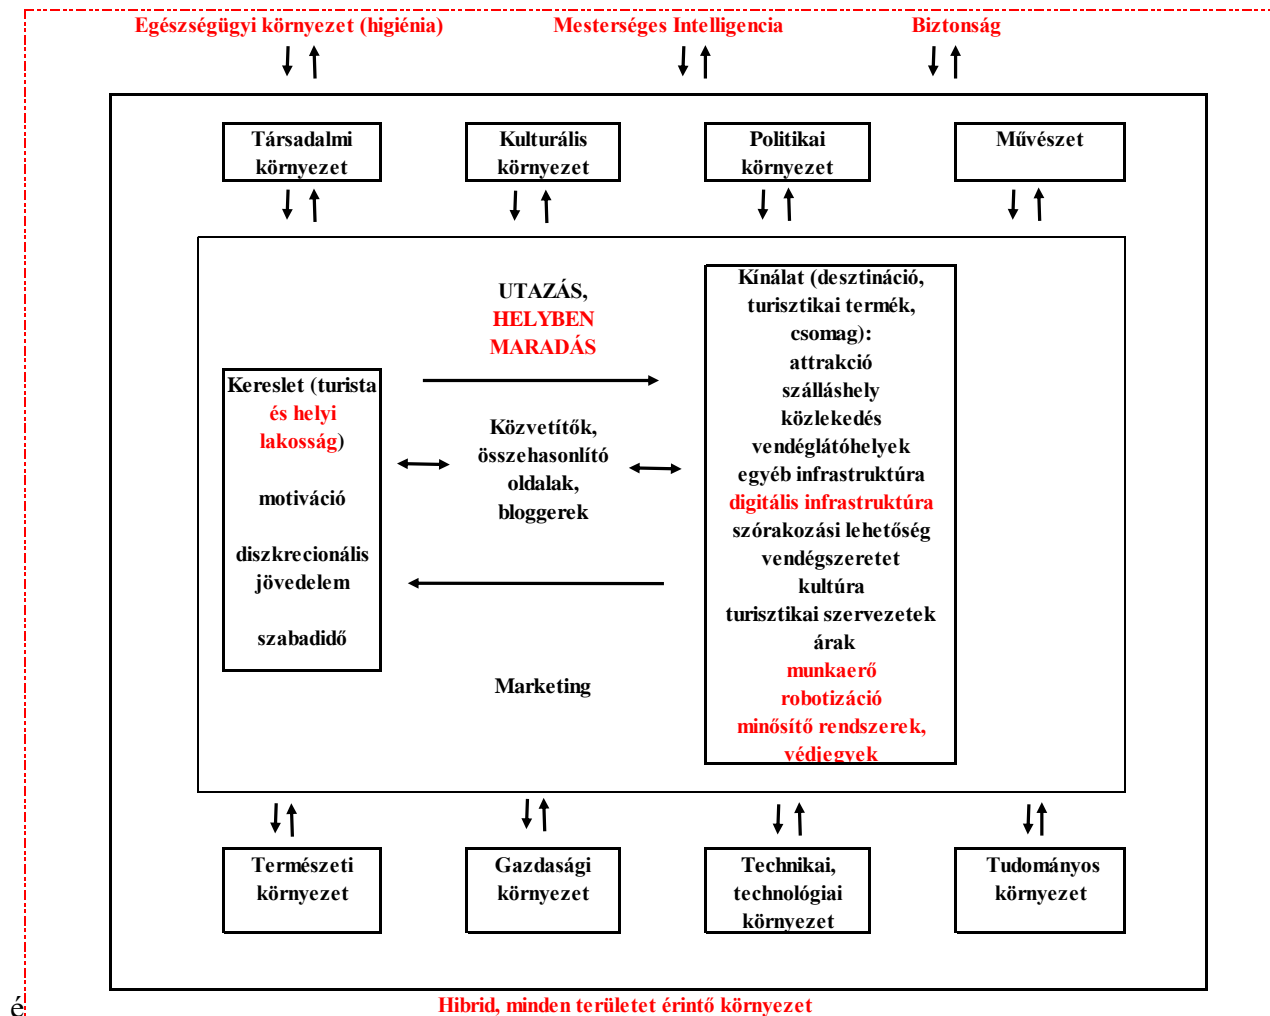 Egészségügyi környezet (higiénia)
Mesterséges Intelligencia
Biztonság
Társadalmi
környezet
Kulturális
környezet
Politikai
környezet
Művészet
UTAZÁS,
HELYBEN
MARADÁS
Kereslet (turista
és helyi
lakosság)
motiváció
diszkrecionális
jövedelem
szabadidő
Közvetítők,
összehasonlító
oldalak,
bloggerek
Marketing
Kínálat (desztináció,
turisztikai termék,
csomag):
attrakció
szálláshely
közlekedés
vendéglátóhelyek
egyéb infrastruktúra
digitális infrastruktúra
szórakozási lehetőség
vendégszeretet
kultúra
turisztikai szervezetek
árak
munkaerő
robotizáció
minősítő rendszerek,
védjegyek
Természeti
környezet
Gazdasági
környezet
Technikai,
technológiai
környezet
Tudományos
környezet
é
Hibrid, minden területet érintő környezet